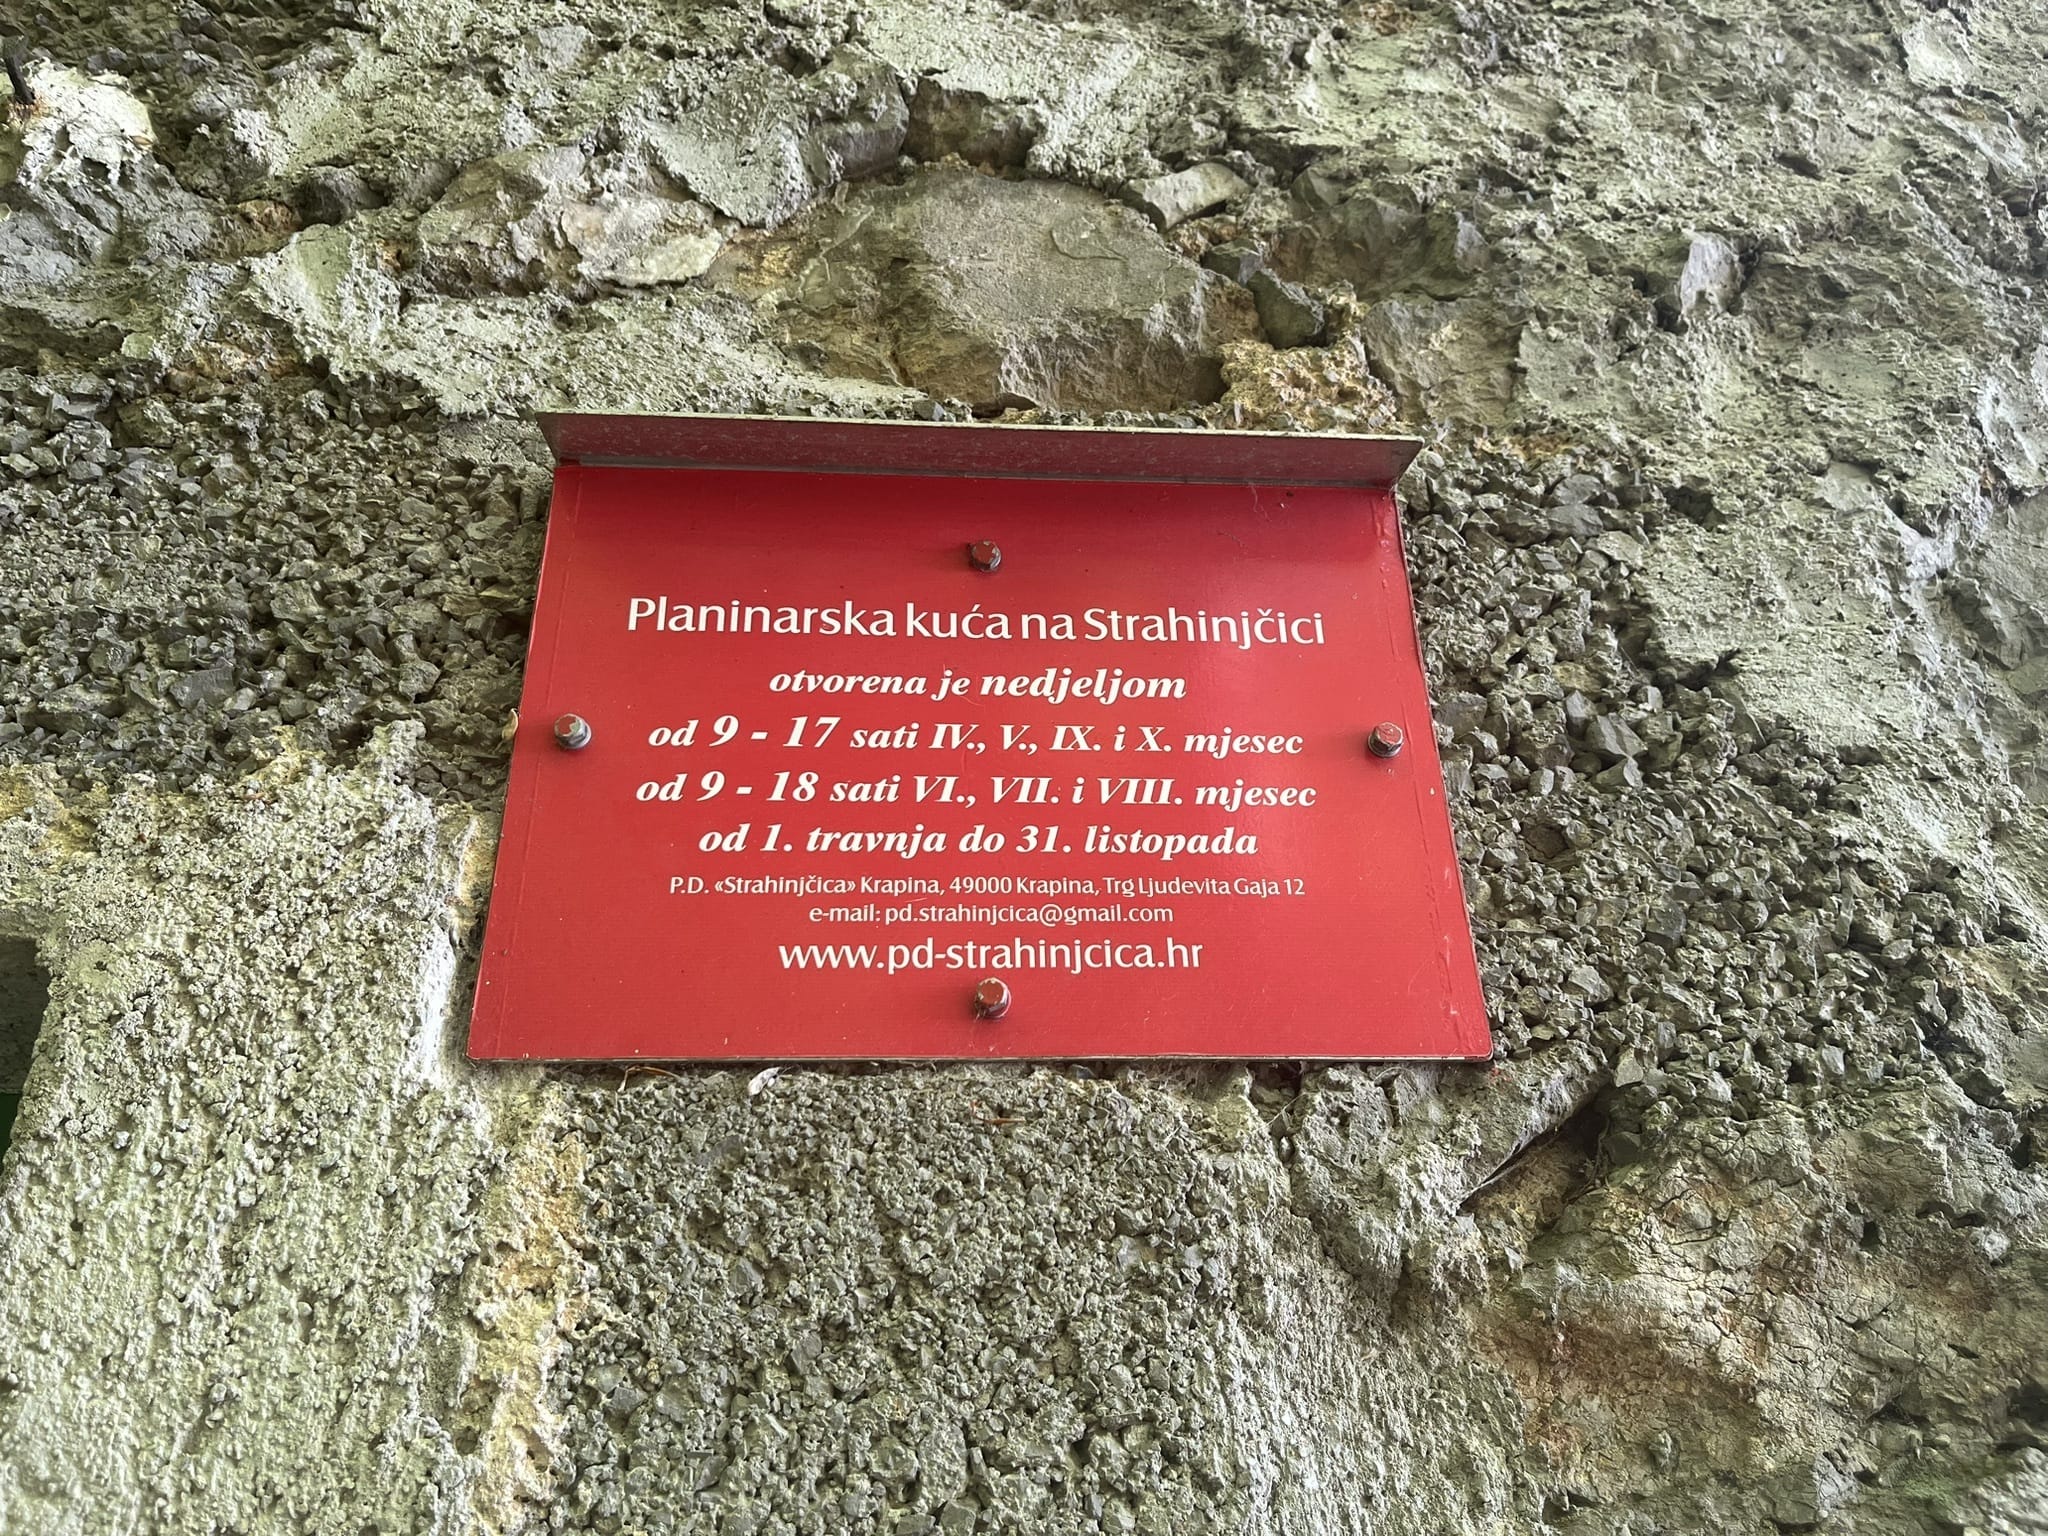 Planinarska kuća na Strahinjčici
otvorena je nedjeljom
od 9 - 17 sati IV., V., IX. i X. mjesec
od 9 - 18 sati VI., VII. i VIII. mjesec
od 1. travnja do 31. listopada
P.D. «Strahinjčica» Krapina, 49000 Krapina, Trg Ljudevita Gaja 12
e-mail: pd.strahinjcica@gmail.com
www.pd-strahinjcica.hr